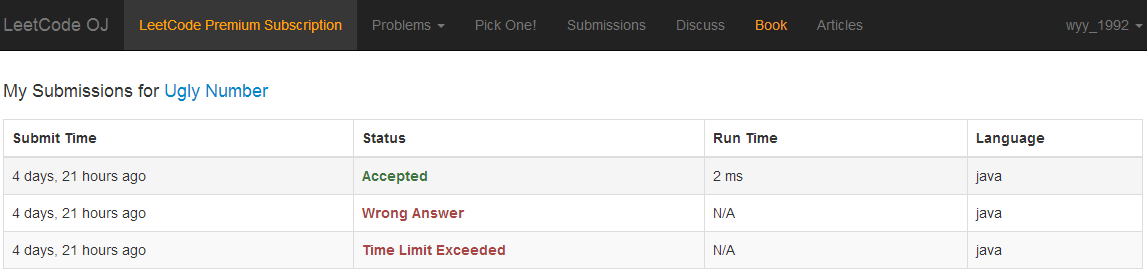 LeetCode OJ LeetCode Premium Subscription Problems Pick One! Submissions Discuss Book Articles wyy_1992
My Submissions for Ugly Number
Submit Time Status Run Time Language
4 days, 21 hours ago Accepted 2 ms java
4 days, 21 hours ago Wrong Answer N/A java
4 days, 21 hours ago Time Limit Exceeded N/A java